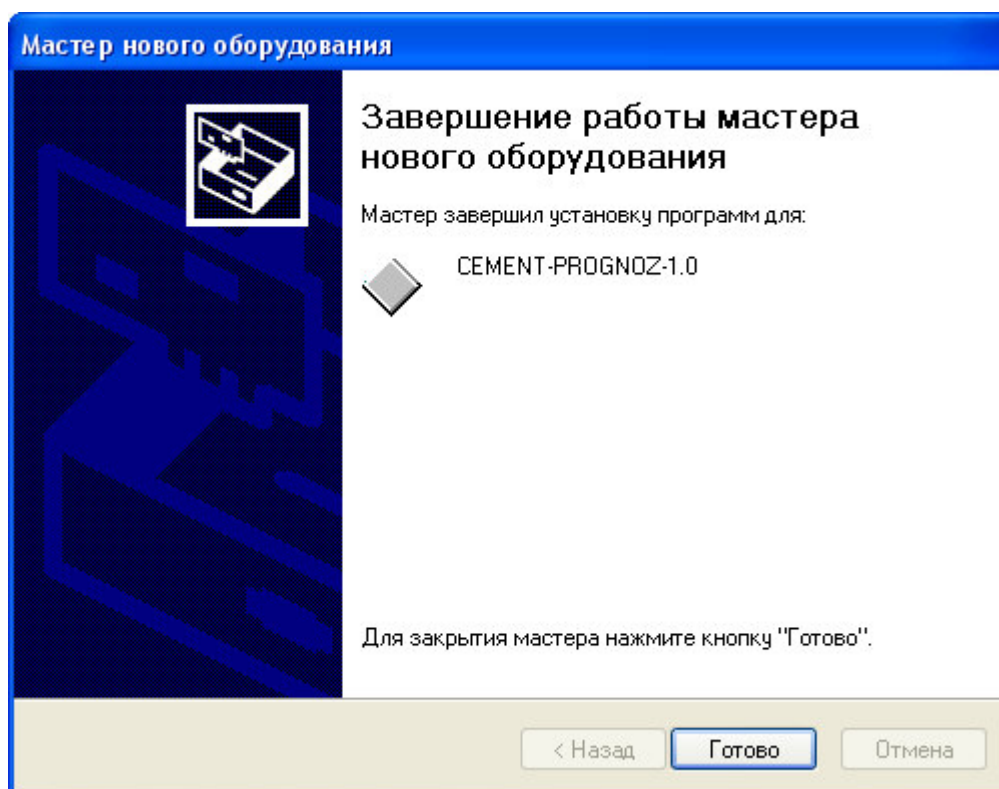 Мастер нового оборудования
Завершение работы мастера
нового оборудования
Мастер завершил установку программ для:
CEMENT-PROGNOZ-1.0
Для закрытия мастера нажмите кнопку "Готово".
< Назад
Готово
Отмена